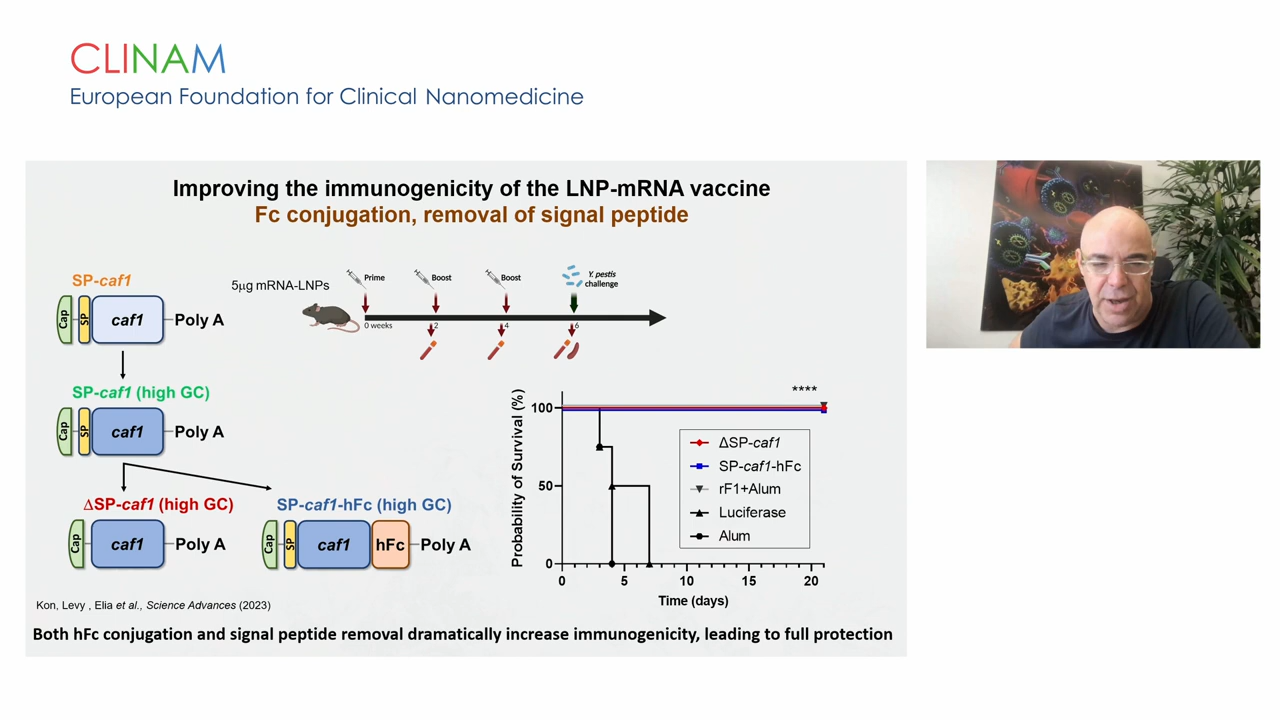 CLINAM
European Foundation for Clinical Nanomedicine
Improving the immunogenicity of the LNP-mRNA vaccine
Fc conjugation, removal of signal peptide
SP-caf1
Cap
SP
caf1
Poly A
5µg mRNA-LNPs
Prime
Boost
Boost
Y. pestis
challenge
0 weeks
2
4
6
SP-caf1 (high GC)
Cap
SP
caf1
Poly A
ΔSP-caf1 (high GC)
Cap
caf1
Poly A
SP-caf1-hFc (high GC)
Cap
SP
caf1
hFc
Poly A
Probability of Survival (%)
100
50
0
****
ΔSP-caf1
SP-caf1-hFc
rF1+Alum
Luciferase
Alum
0
5
10
15
20
Time (days)
Kon, Levy , Elia et al., Science Advances (2023)
Both hFc conjugation and signal peptide removal dramatically increase immunogenicity, leading to full protection